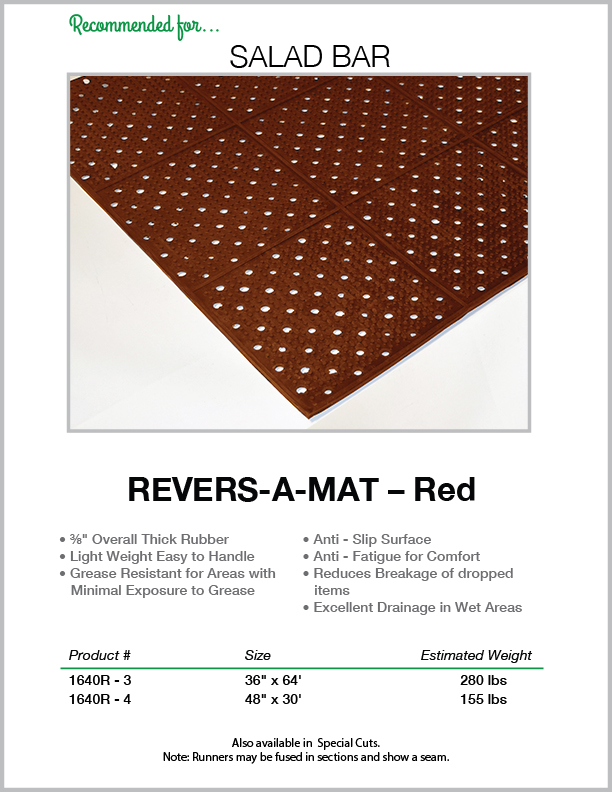 Recommended for...
SALAD BAR
REVERS-A-MAT – Red
• ⅜" Overall Thick Rubber
• Light Weight Easy to Handle
• Grease Resistant for Areas with
Minimal Exposure to Grease
• Anti - Slip Surface
• Anti - Fatigue for Comfort
• Reduces Breakage of dropped
items
• Excellent Drainage in Wet Areas
Product # Size Estimated Weight
1640R - 3 36" x 64' 280 lbs
1640R - 4 48" x 30' 155 lbs
Also available in Special Cuts.
Note: Runners may be fused in sections and show a seam.